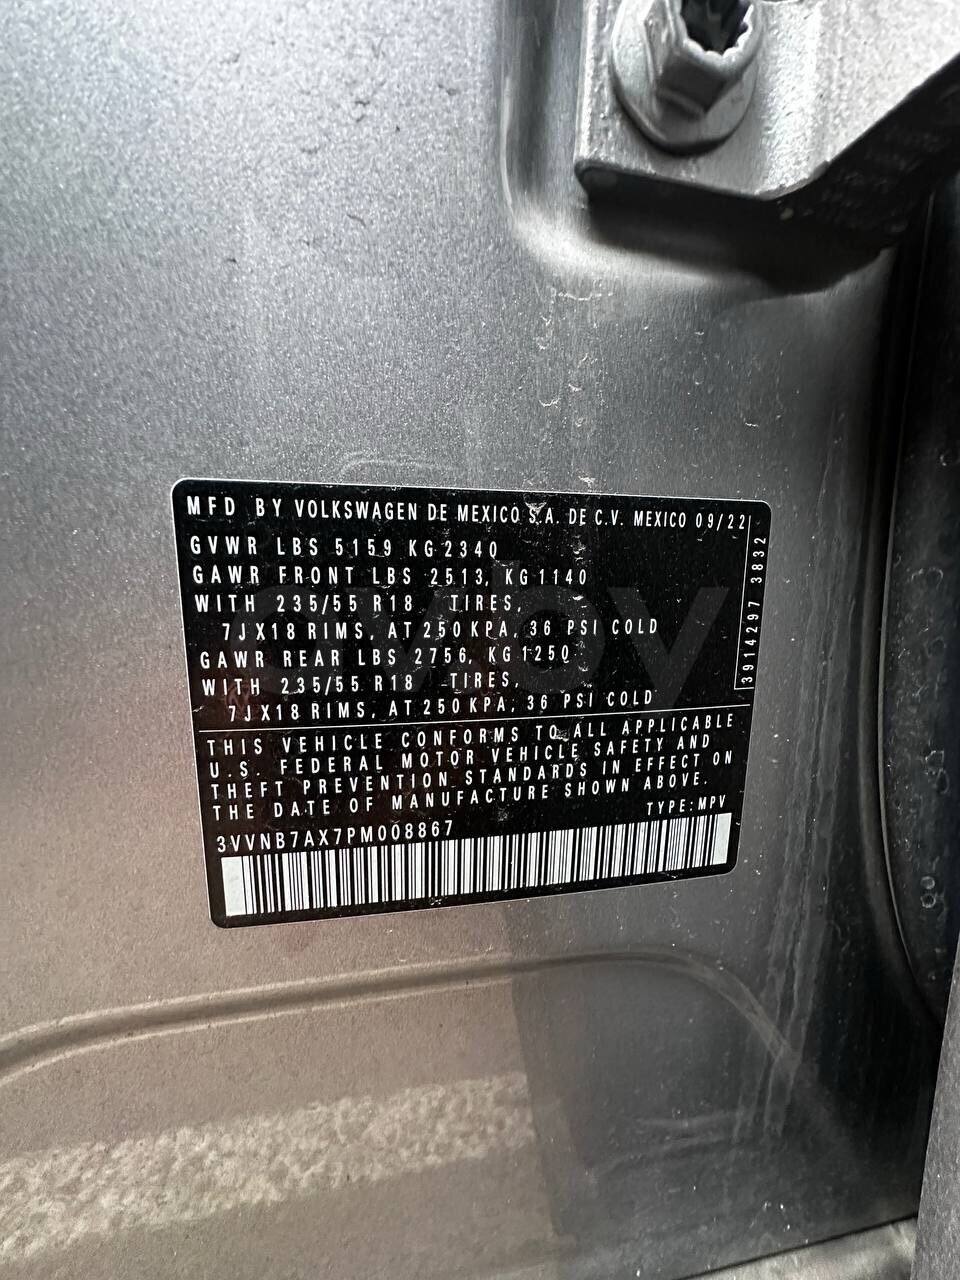 MFD BY VOLKSWAGEN DE MEXICO S.A. DE C.V. MEXICO 09/22
GVWR LBS 5159 KG 2340
GAWR FRONT LBS 2513, KG 1140
WITH 235/55 R18 TIRES,
7JX18 RIMS, AT 250 KPA, 36 PSI COLD
GAWR REAR LBS 2756, KG 1250
WITH 235/55 R18 TIRES,
7JX18 RIMS, AT 250 KPA, 36 PSI COLD
3914297 3832
THIS VEHICLE CONFORMS TO ALL APPLICABLE
U.S. FEDERAL MOTOR VEHICLE SAFETY AND
THEFT PREVENTION STANDARDS IN EFFECT ON
THE DATE OF MANUFACTURE SHOWN ABOVE.
TYPE: MPV
3VVNB7AX7PM008867